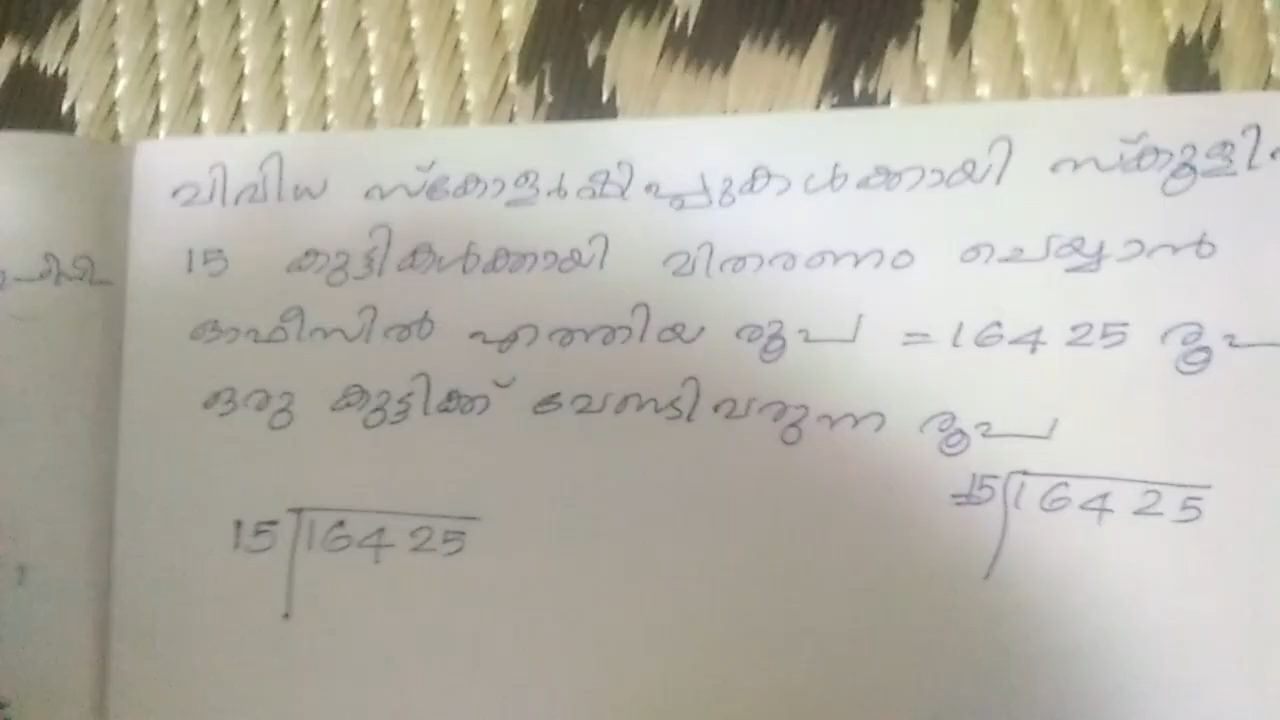 വിവിധ സ്കോളർഷിപ്പുകൾക്കായി സ്കൂളി
15 കുട്ടികൾക്കായി വിതരണം ചെയ്യാൻ
ഓഫീസിൽ എത്തിയ രൂപ = 16425 രൂപ
ഒരു കുട്ടിക്ക് വേണ്ടിവരുന്ന രൂപ
15 16425
15 16425